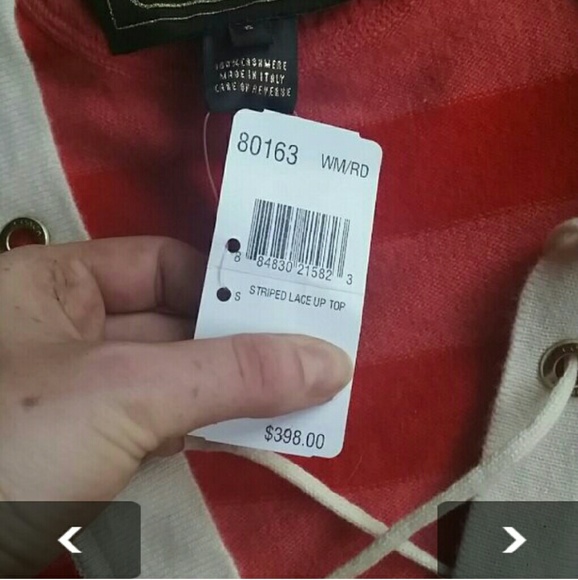 S
100% CASHMERE
MADE IN ITALY
CARE ON REVERSE
80163 WM/RD
8 84830 21582 3
S STRIPED LACE UP TOP
$398.00